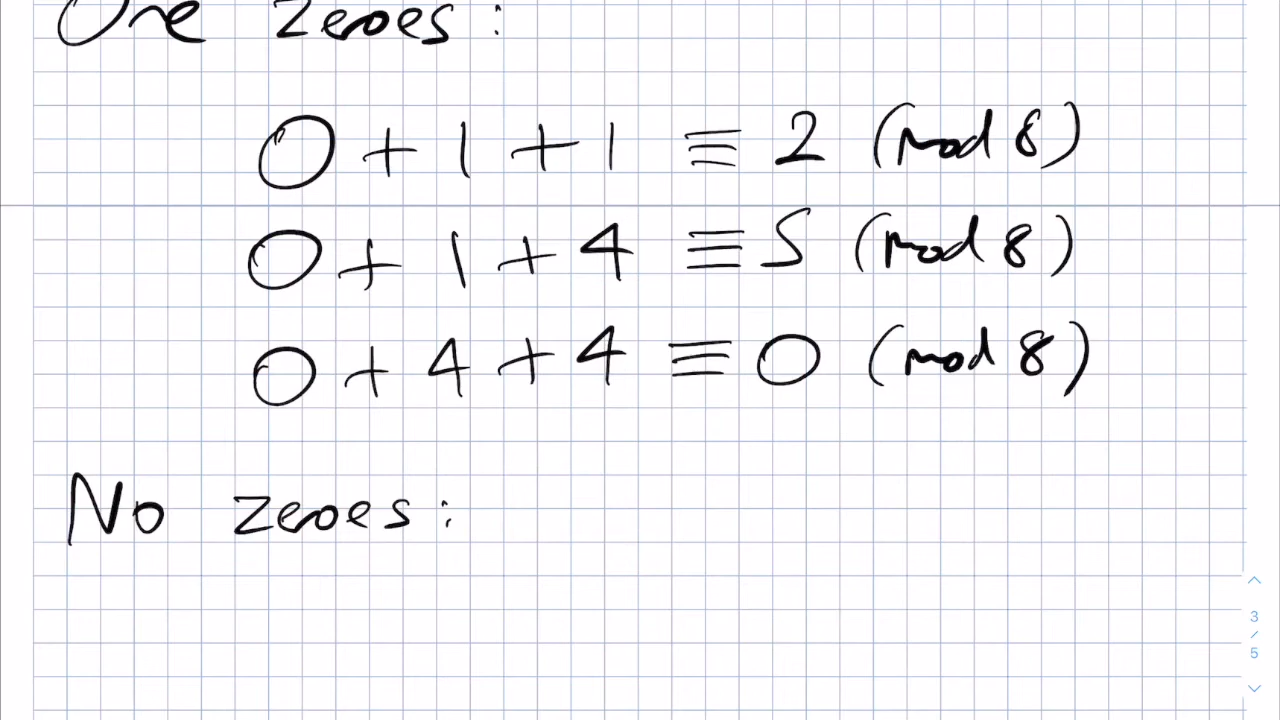 One zeroes:
0 + 1 + 1 ≡ 2 (mod 8)
0 + 1 + 4 ≡ 5 (mod 8)
0 + 4 + 4 ≡ 0 (mod 8)
No zeroes:
3
/
5